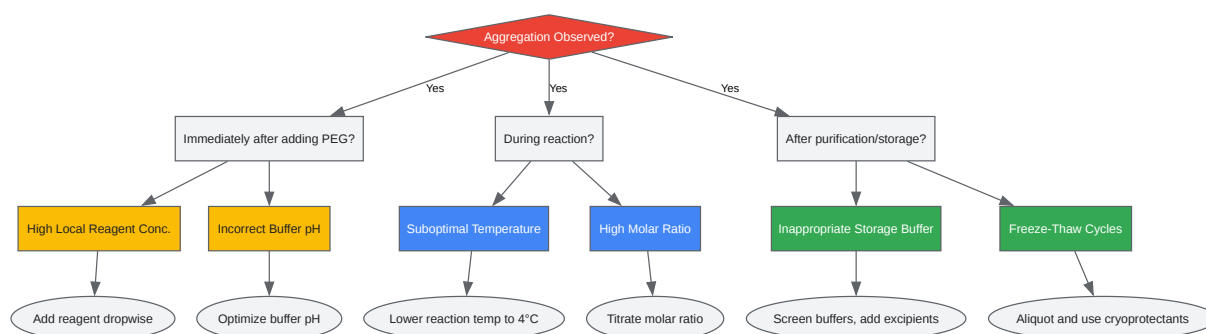 Aggregation Observed?
Yes
Yes
Yes
Immediately after adding PEG?
During reaction?
After purification/storage?
High Local Reagent Conc.
Incorrect Buffer pH
Suboptimal Temperature
High Molar Ratio
Inappropriate Storage Buffer
Freeze-Thaw Cycles
Add reagent dropwise
Optimize buffer pH
Lower reaction temp to 4°C
Titrate molar ratio
Screen buffers, add excipients
Aliquot and use cryoprotectants